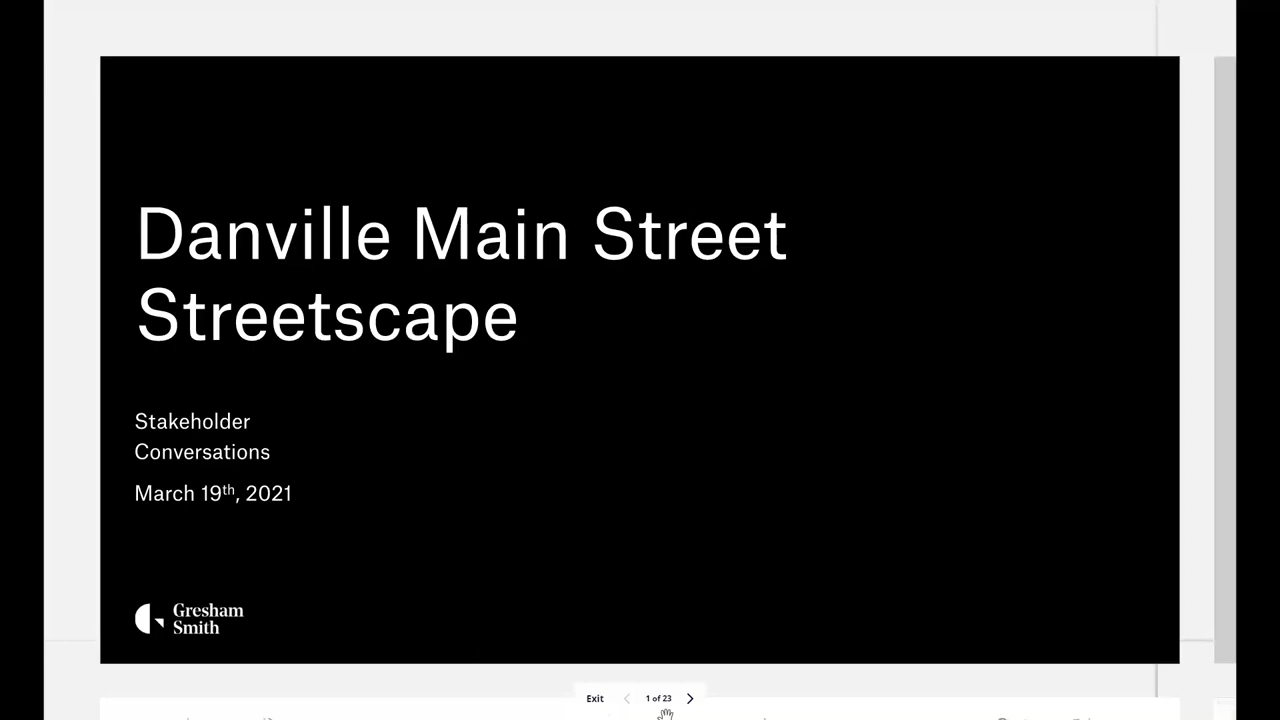 Danville Main Street
Streetscape
Stakeholder
Conversations
March 19th, 2021
Gresham
Smith
Exit
1 of 23